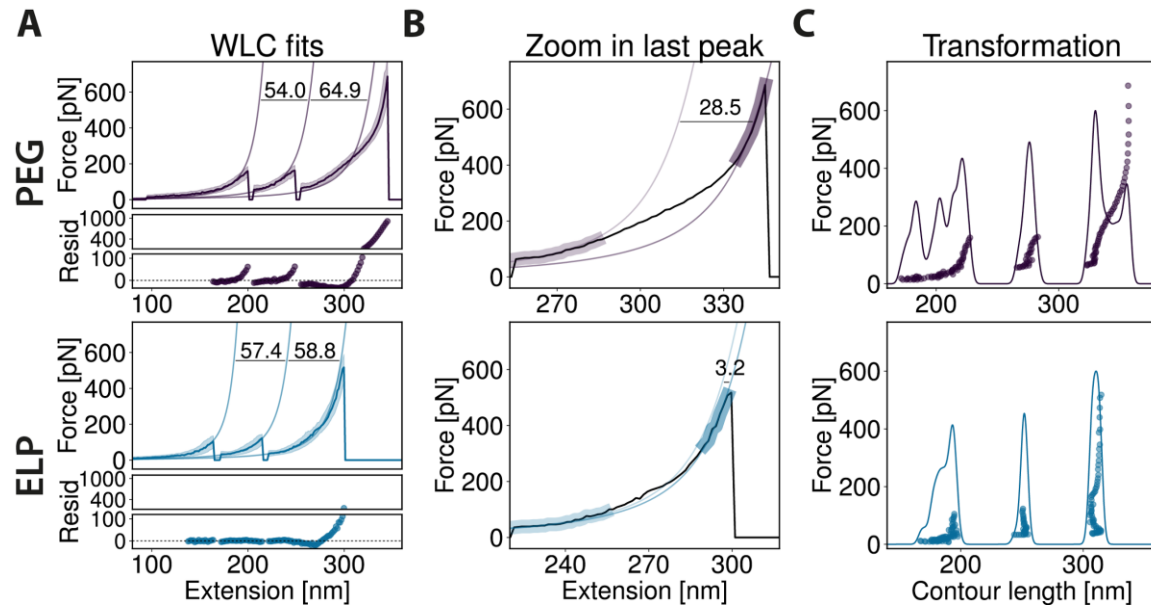 A
WLC fits
B
Zoom in last peak
C
Transformation
PEG
Force [pN]
600
400
200
0
54.0
64.9
Resid
1000
400
100
0
100
200
300
Force [pN]
600
400
200
0
28.5
270
300
330
Force [pN]
600
400
200
0
200
300
ELP
Force [pN]
600
400
200
0
57.4
58.8
Resid
1000
400
100
0
100
200
300
Extension [nm]
Force [pN]
600
400
200
0
3.2
240
270
300
Extension [nm]
Force [pN]
600
400
200
0
200
300
Contour length [nm]